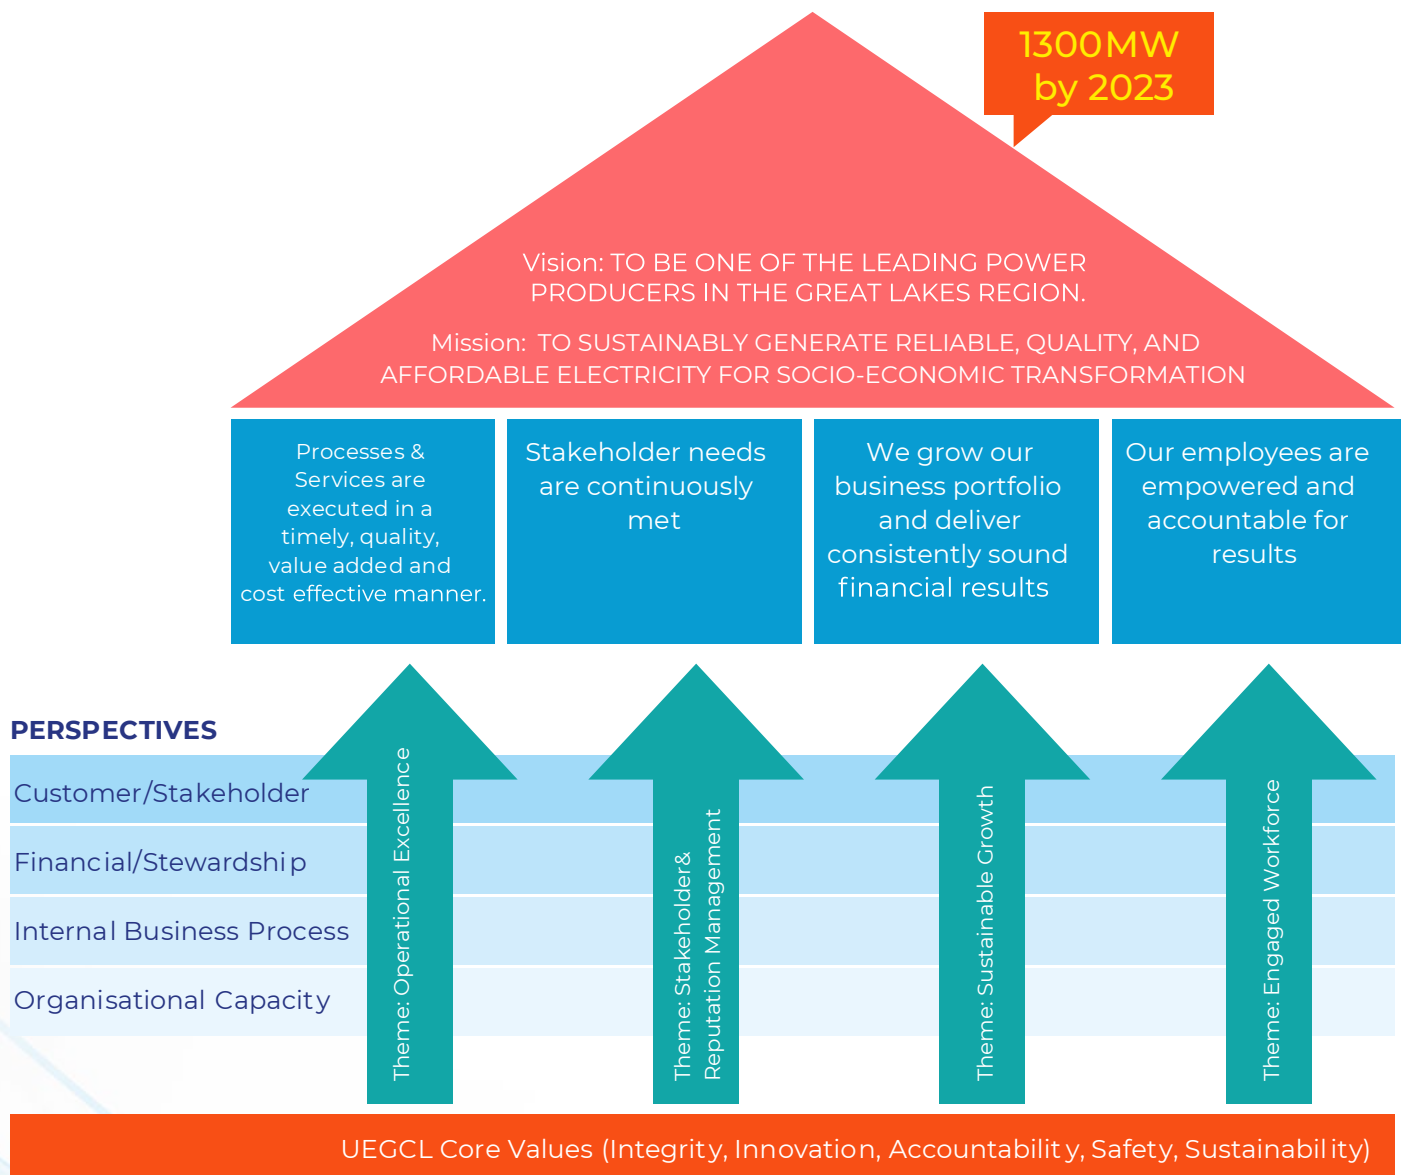 1300MW
by 2023
Vision: TO BE ONE OF THE LEADING POWER
PRODUCERS IN THE GREAT LAKES REGION.
Mission: TO SUSTAINABLY GENERATE RELIABLE, QUALITY, AND
AFFORDABLE ELECTRICITY FOR SOCIO-ECONOMIC TRANSFORMATION
Processes &
Services are
executed in a
timely, quality,
value added and
cost effective manner.
Stakeholder needs
are continuously
met
We grow our
business portfolio
and deliver
consistently sound
financial results
Our employees are
empowered and
accountable for
results
PERSPECTIVES
Customer/Stakeholder
Financial/Stewardship
Internal Business Process
Organisational Capacity
Theme: Operational Excellence
Theme: Stakeholder&
Reputation Management
Theme: Sustainable Growth
Theme: Engaged Workforce
UEGCL Core Values (Integrity, Innovation, Accountability, Safety, Sustainability)